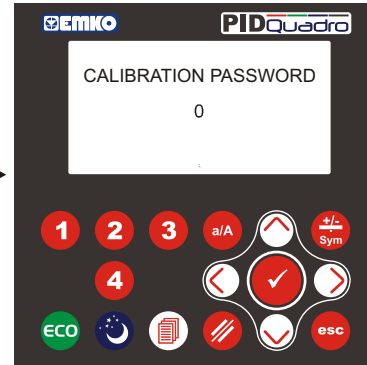 EMKO PIDQuadro
CALIBRATION PASSWORD
0
1 2 3 a/A +/- Sym
4
ECO esc